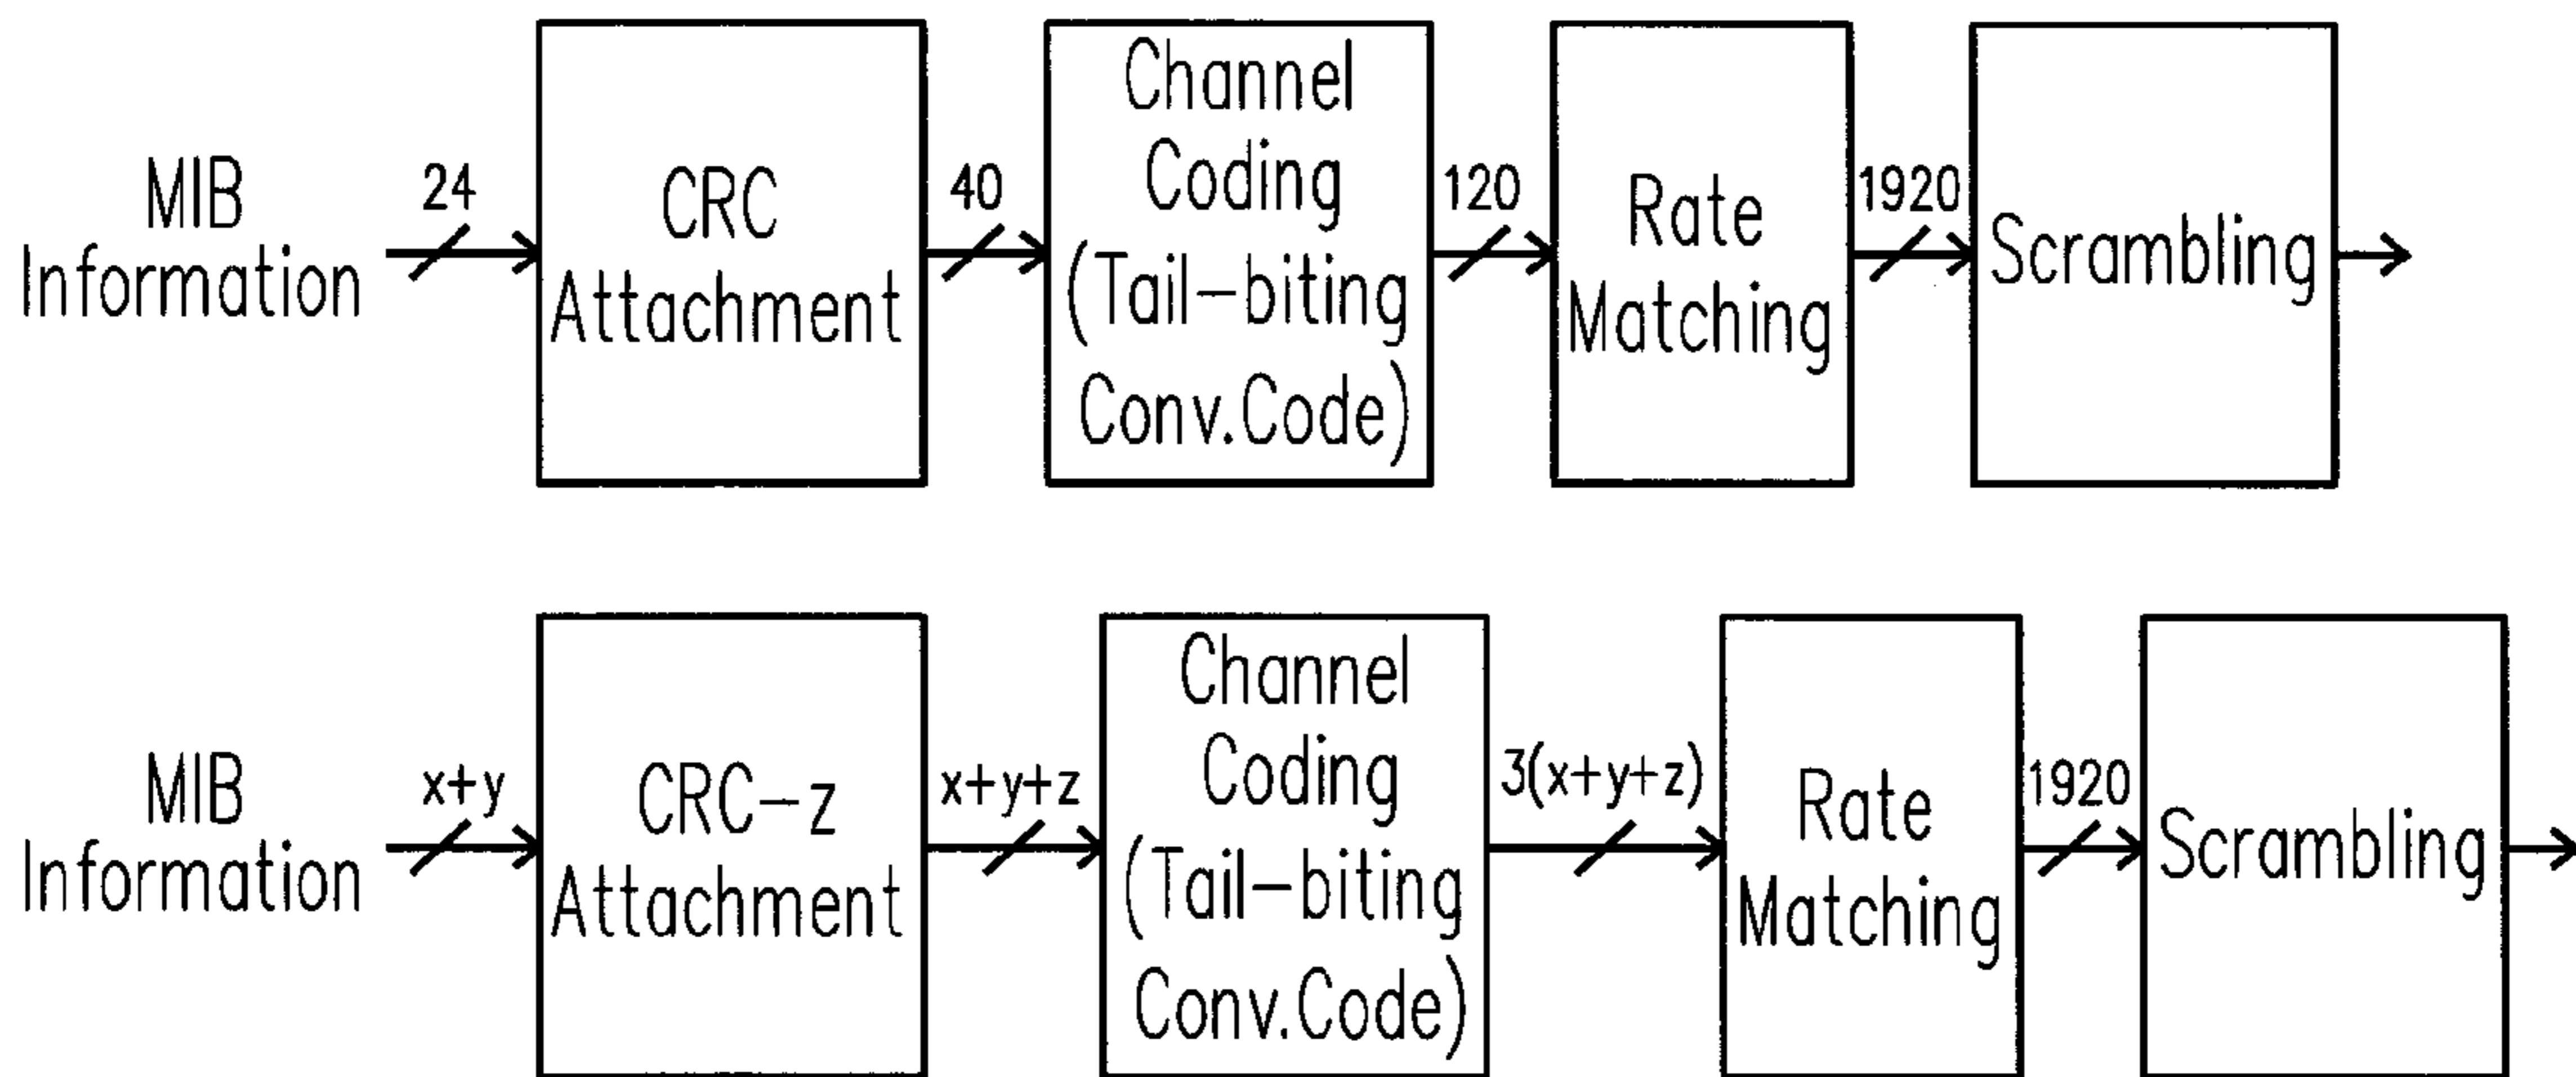 MIB
Information
24
CRC
Attachment
40
Channel
Coding
(Tail-biting
Conv.Code)
120
Rate
Matching
1920
Scrambling
MIB
Information
x+y
CRC-z
Attachment
x+y+z
Channel
Coding
(Tail-biting
Conv.Code)
3(x+y+z)
Rate
Matching
1920
Scrambling